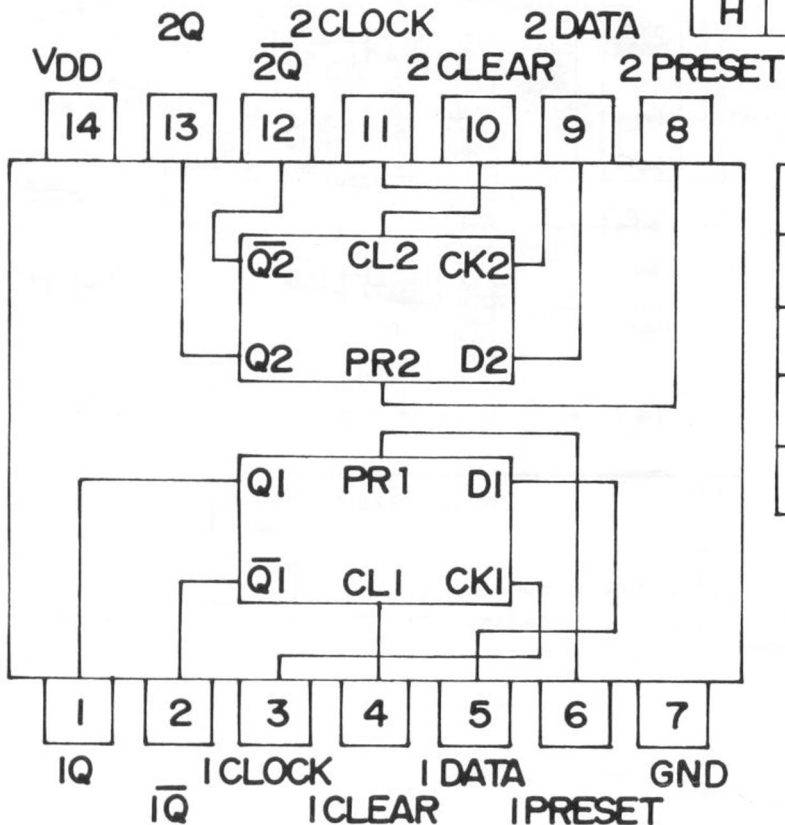 2Q 2 CLOCK 2 DATA H
VDD 2Q̅ 2 CLEAR 2 PRESET
14 13 12 11 10 9 8
Q̅2 CL2 CK2
Q2 PR2 D2
Q1 PR1 D1
Q̅1 CL1 CK1
1 2 3 4 5 6 7
1Q 1 CLOCK 1 DATA GND
1Q̅ 1 CLEAR 1 PRESET